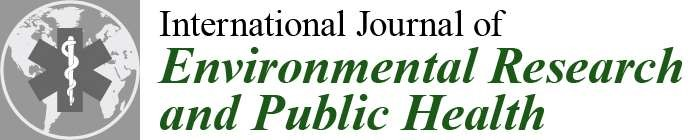 International Journal of
Environmental Research
and Public Health